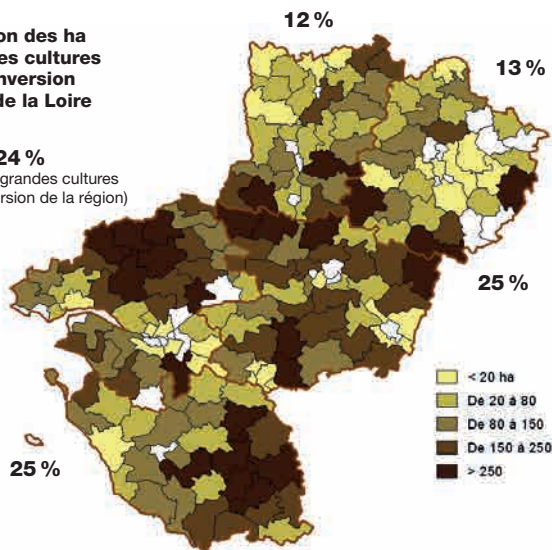 on des ha
es cultures
nversion
de la Loire
24 %
grandes cultures
rsion de la région)
12 %
13 %
25 %
25 %
< 20 ha
De 20 à 80
De 80 à 150
De 150 à 250
> 250